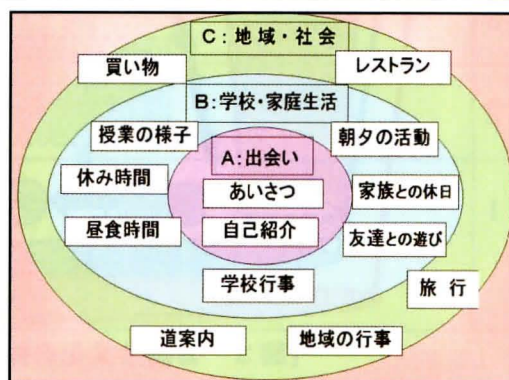 C:地域・社会
買い物
レストラン
B:学校・家庭生活
授業の様子
朝夕の活動
A:出会い
休み時間
あいさつ
家族との休日
昼食時間
自己紹介
友達との遊び
学校行事
旅 行
道案内
地域の行事